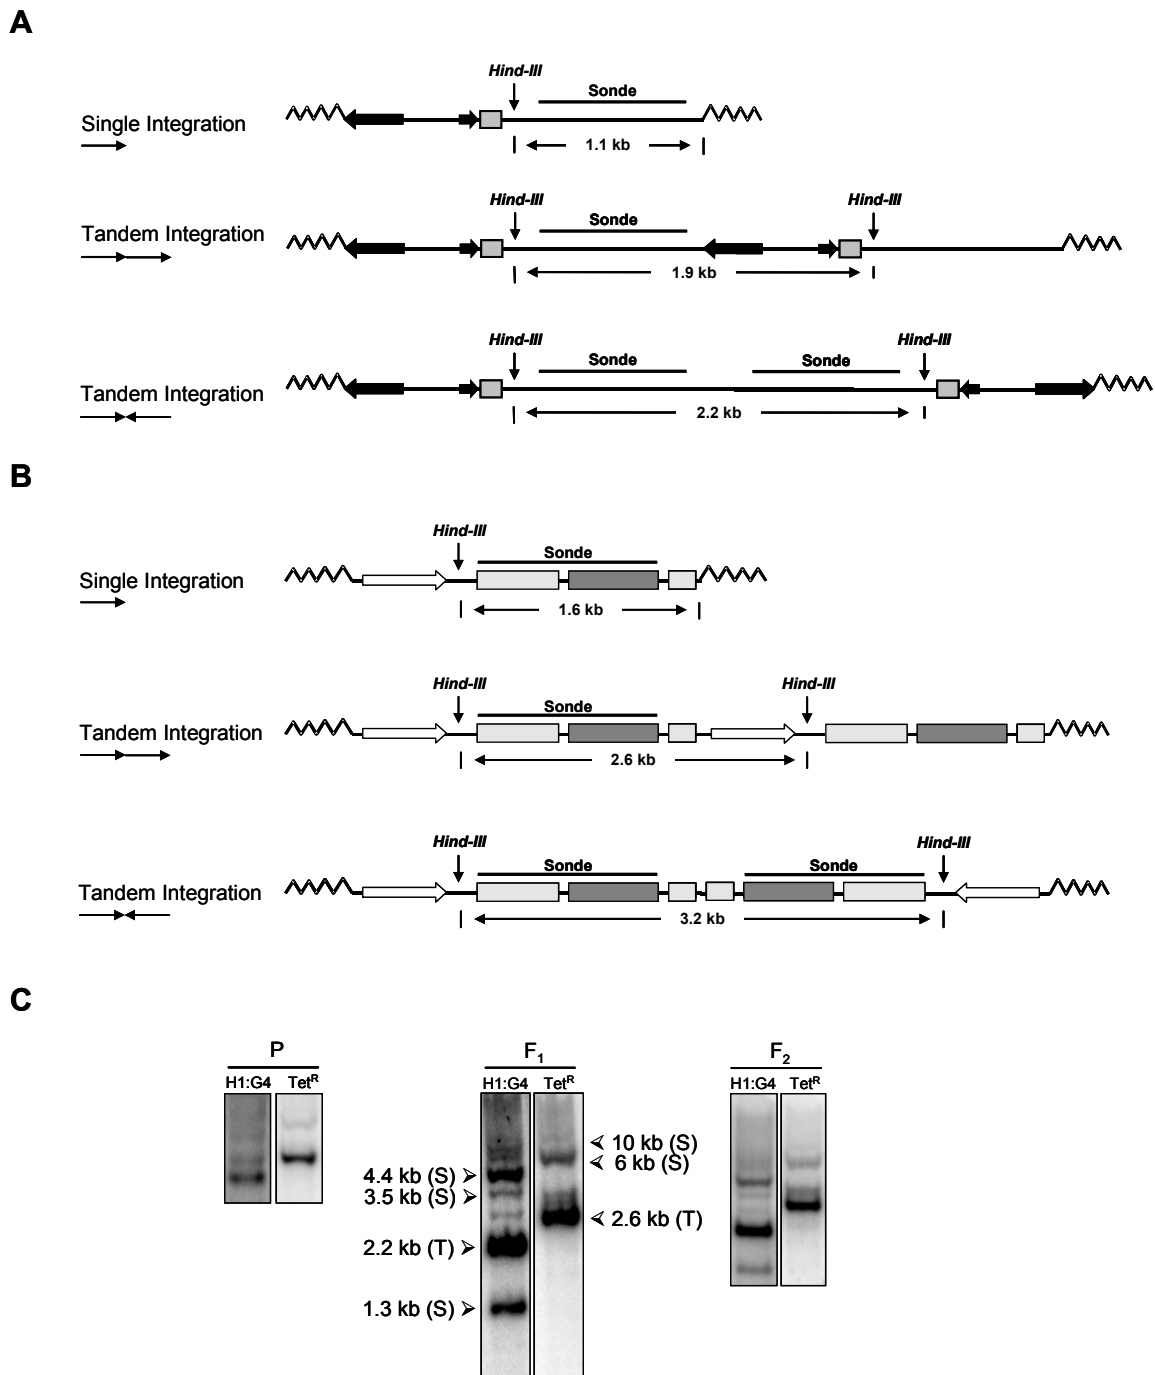 A
Hind-III
Sonde
Single Integration
1.1 kb
Hind-III Hind-III
Sonde
Tandem Integration
1.9 kb
Hind-III Hind-III
Sonde Sonde
Tandem Integration
2.2 kb
B
Hind-III
Sonde
Single Integration
1.6 kb
Hind-III Hind-III
Sonde
Tandem Integration
2.6 kb
Hind-III Hind-III
Sonde Sonde
Tandem Integration
3.2 kb
C
P F1 F2
H1:G4 TetR H1:G4 TetR H1:G4 TetR
10 kb (S)
4.4 kb (S) 6 kb (S)
3.5 kb (S)
2.6 kb (T)
2.2 kb (T)
1.3 kb (S)